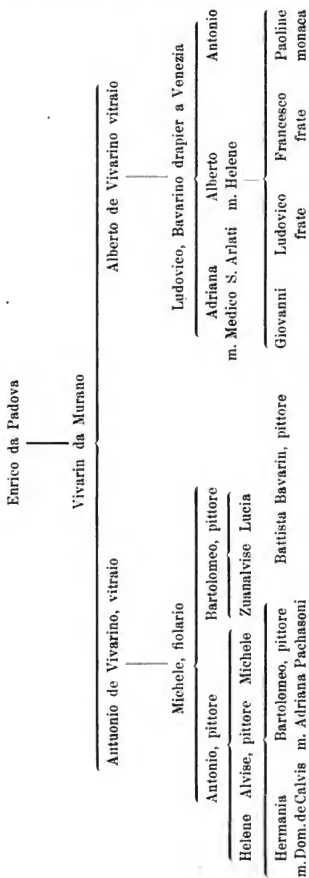 Enrico da Padova
Vivarin da Murano
Antuonio de Vivarino, vitraio Alberto de Vivarino vitraio
Michele, fiolario Ludovico, Bavarino drapier a Venezia
Antonio, pittore Bartolomeo, pittore Adriana Alberto Antonio
m. Medico S. Arlati m. Helene
Helene Alvise, pittore Michele Zuanalvise Lucia
Giovanni Ludovico Francesco Paoline
frate frate monaca
Hermania Bartolomeo, pittore Battista Bavarin, pittore
m. Dom. de Calvis m. Adriana Pachasoni